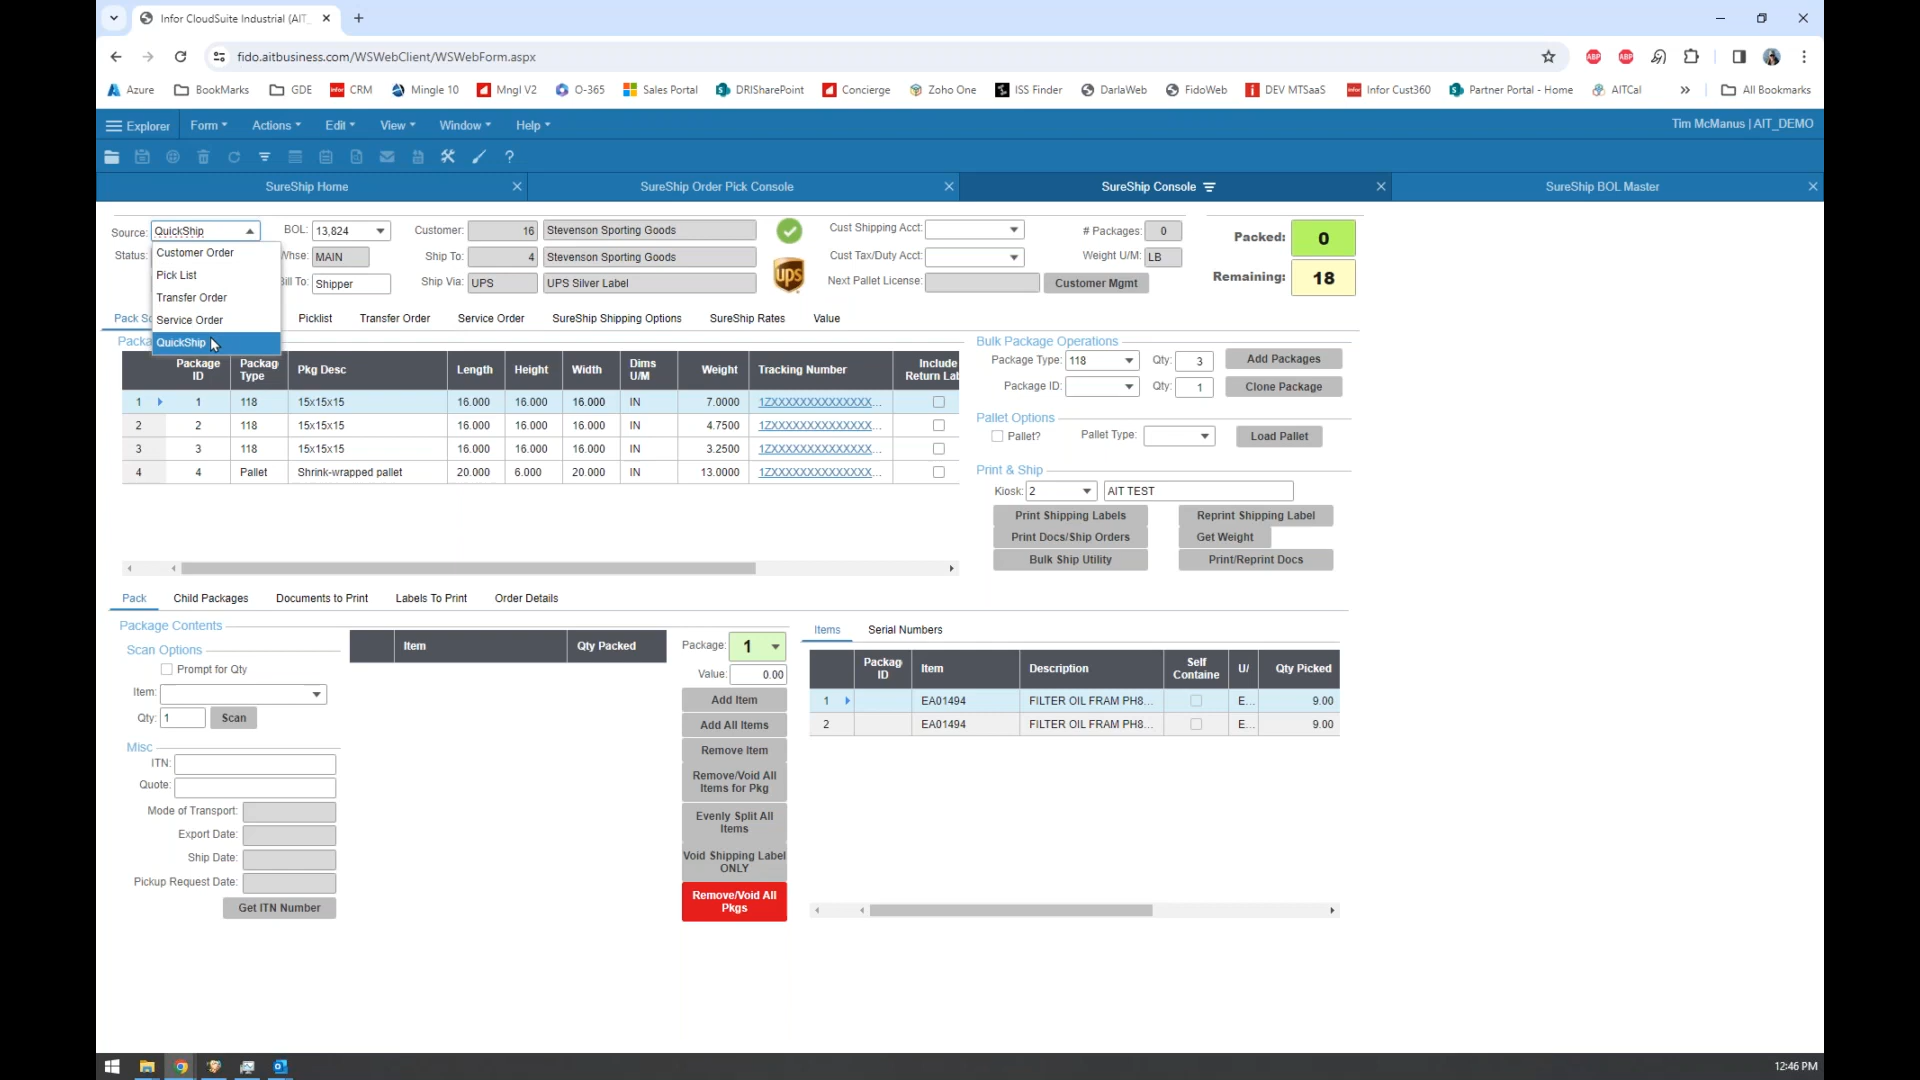 Infor CloudSuite Industrial (AIT_
fido.aitbusiness.com/WSWebClient/WSWebForm.aspx
ABP ABP
Azure BookMarks GDE infor CRM Mingle 10 Mngl V2 O-365 Sales Portal DRISharePoint Concierge Zoho One ISS Finder DarlaWeb FidoWeb DEV MTSaaS infor Infor Cust360 Partner Portal - Home AITCal » All Bookmarks
Explorer Form Actions Edit View Window Help Tim McManus | AIT_DEMO
SureShip Home SureShip Order Pick Console SureShip Console SureShip BOL Master
Source: QuickShip BOL: 13,824 Customer: 16 Stevenson Sporting Goods Cust Shipping Acct: # Packages: 0 Packed: 0
Customer Order
Status: Whse: MAIN Ship To: 4 Stevenson Sporting Goods Cust Tax/Duty Acct: Weight U/M: LB
Pick List
Remaining: 18
ups
Bill To: Shipper Ship Via: UPS UPS Silver Label Next Pallet License: Customer Mgmt
Transfer Order
Service Order
QuickShip
Pack Sc Picklist Transfer Order Service Order SureShip Shipping Options SureShip Rates Value
Packa
Package ID Packag Type Pkg Desc Length Height Width Dims U/M Weight Tracking Number Include Return Lab
1 1 118 15x15x15 16.000 16.000 16.000 IN 7.0000 1ZXXXXXXXXXXXXXXX...
2 2 118 15x15x15 16.000 16.000 16.000 IN 4.7500 1ZXXXXXXXXXXXXXXX...
3 3 118 15x15x15 16.000 16.000 16.000 IN 3.2500 1ZXXXXXXXXXXXXXXX...
4 4 Pallet Shrink-wrapped pallet 20.000 6.000 20.000 IN 13.0000 1ZXXXXXXXXXXXXXXX...
Bulk Package Operations
Package Type: 118 Qty: 3 Add Packages
Package ID: Qty: 1 Clone Package
Pallet Options
Pallet? Pallet Type: Load Pallet
Print & Ship
Kiosk: 2 AIT TEST
Print Shipping Labels Reprint Shipping Label
Print Docs/Ship Orders Get Weight
Bulk Ship Utility Print/Reprint Docs
Pack Child Packages Documents to Print Labels To Print Order Details
Package Contents
Scan Options
Prompt for Qty
Item:
Qty: 1 Scan
Misc
ITN:
Quote:
Mode of Transport:
Export Date:
Ship Date:
Pickup Request Date:
Get ITN Number
Item Qty Packed
Package: 1
Value: 0.00
Add Item
Add All Items
Remove Item
Remove/Void All
Items for Pkg
Evenly Split All
Items
Void Shipping Label
ONLY
Remove/Void All
Pkgs
Items Serial Numbers
Packag ID Item Description Self Containe U/ Qty Picked
1 EA01494 FILTER OIL FRAM PH8... E... 9.00
2 EA01494 FILTER OIL FRAM PH8... E... 9.00
12:46 PM